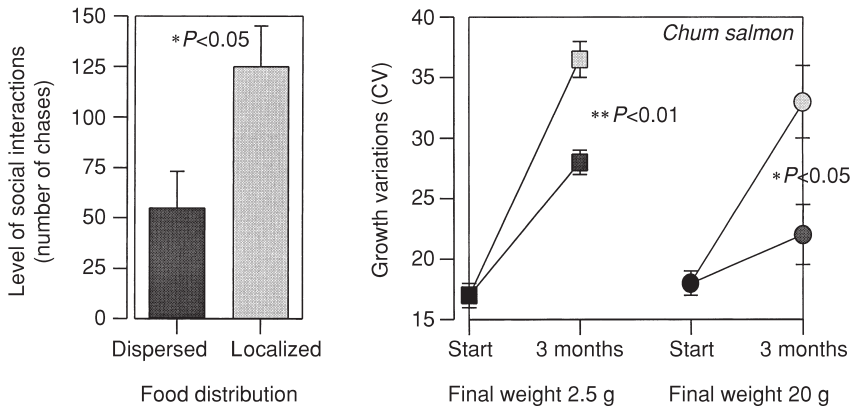 Level of social interactions
(number of chases)
150
125
100
75
50
25
0
*P<0.05
Dispersed Localized
Food distribution
Growth variations (CV)
40
35
30
25
20
15
Chum salmon
**P<0.01
*P<0.05
Start 3 months Start 3 months
Final weight 2.5 g Final weight 20 g